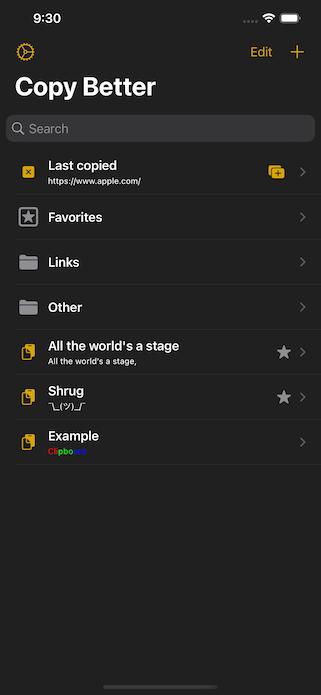 9:30
Edit
Copy Better
Search
Last copied
https://www.apple.com/
Favorites
Links
Other
All the world's a stage
All the world's a stage,
Shrug
¯\_(ツ)_/¯
Example
Clipboard